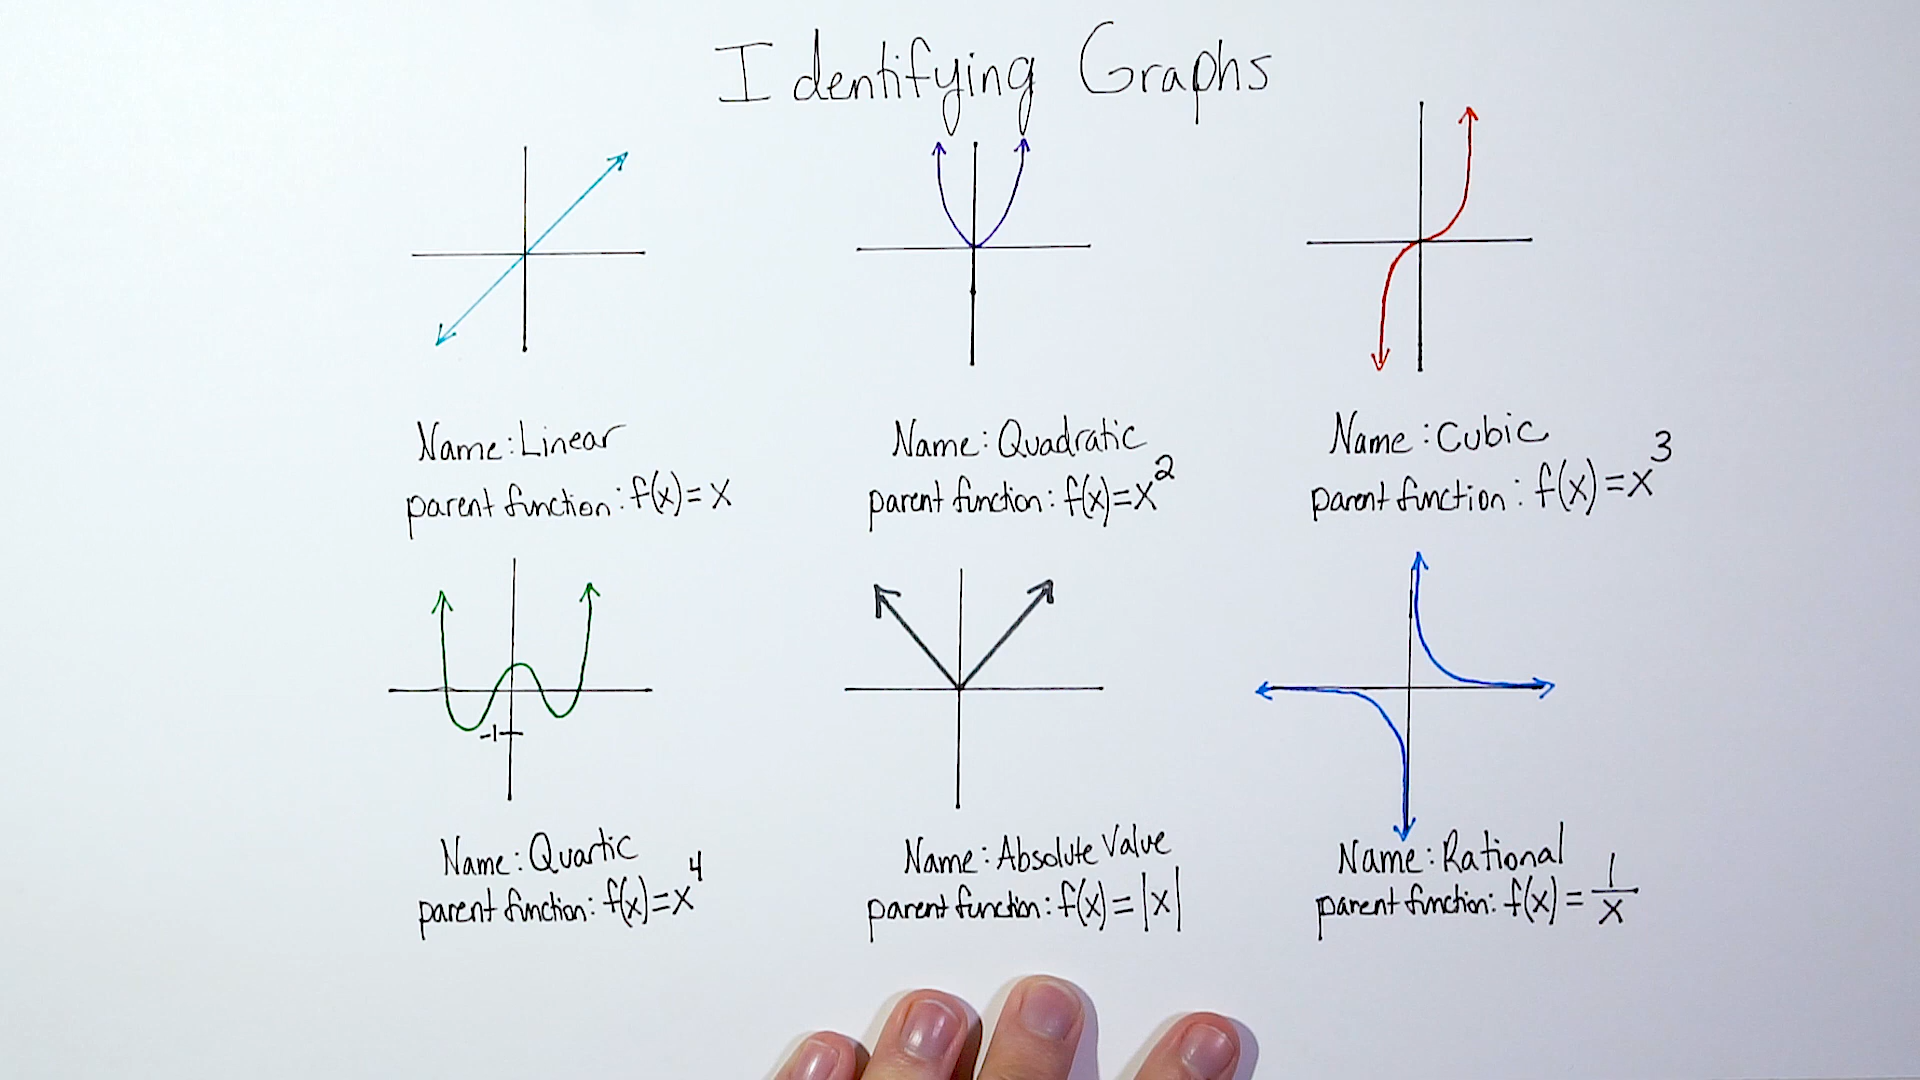 Identifying Graphs
Name: Linear
parent function: f(x)=x
Name: Quadratic
parent function: f(x)=x²
Name: Cubic
parent function: f(x)=x³
-1
Name: Quartic
parent function: f(x)=x⁴
Name: Absolute Value
parent function: f(x)=|x|
Name: Rational
parent function: f(x)=1/x